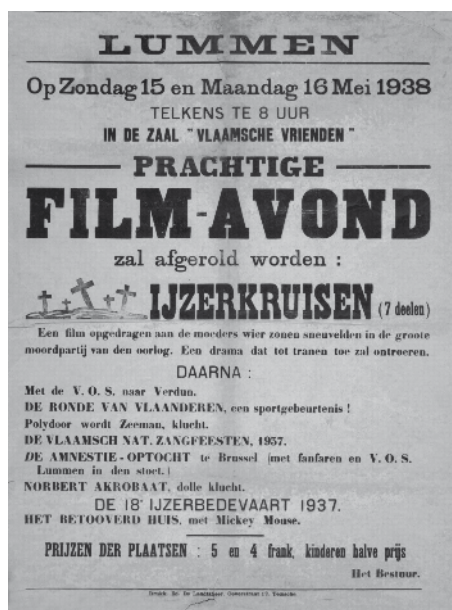 LUMMEN
Op Zondag 15 en Maandag 16 Mei 1938
TELKENS TE 8 UUR
IN DE ZAAL "VLAAMSCHE VRIENDEN"
PRACHTIGE
FILM-AVOND
zal afgerold worden :
IJZERKRUISEN (7 deelen)
Een film opgedragen aan de moeders wier zonen sneuvelden in de groote
moordpartij van den oorlog. Een drama dat tot tranen toe zal ontroeren.
DAARNA :
Met de V. O. S. naar Verdun.
DE RONDE VAN VLAANDEREN, een sportgebeurtenis !
Polydoor wordt Zeeman, klucht.
DE VLAAMSCH NAT. ZANGFEESTEN, 1937.
DE AMNESTIE-OPTOCHT te Brussel (met fanfaren en V. O. S.
Lummen in den stoet.)
NORBERT AKROBAAT, dolle klucht.
DE 18e IJZERBEDEVAART 1937.
HET BETOOVERD HUIS, met Mickey Mouse.
PRIJZEN DER PLAATSEN : 5 en 4 frank, kinderen halve prijs
Het Bestuur.